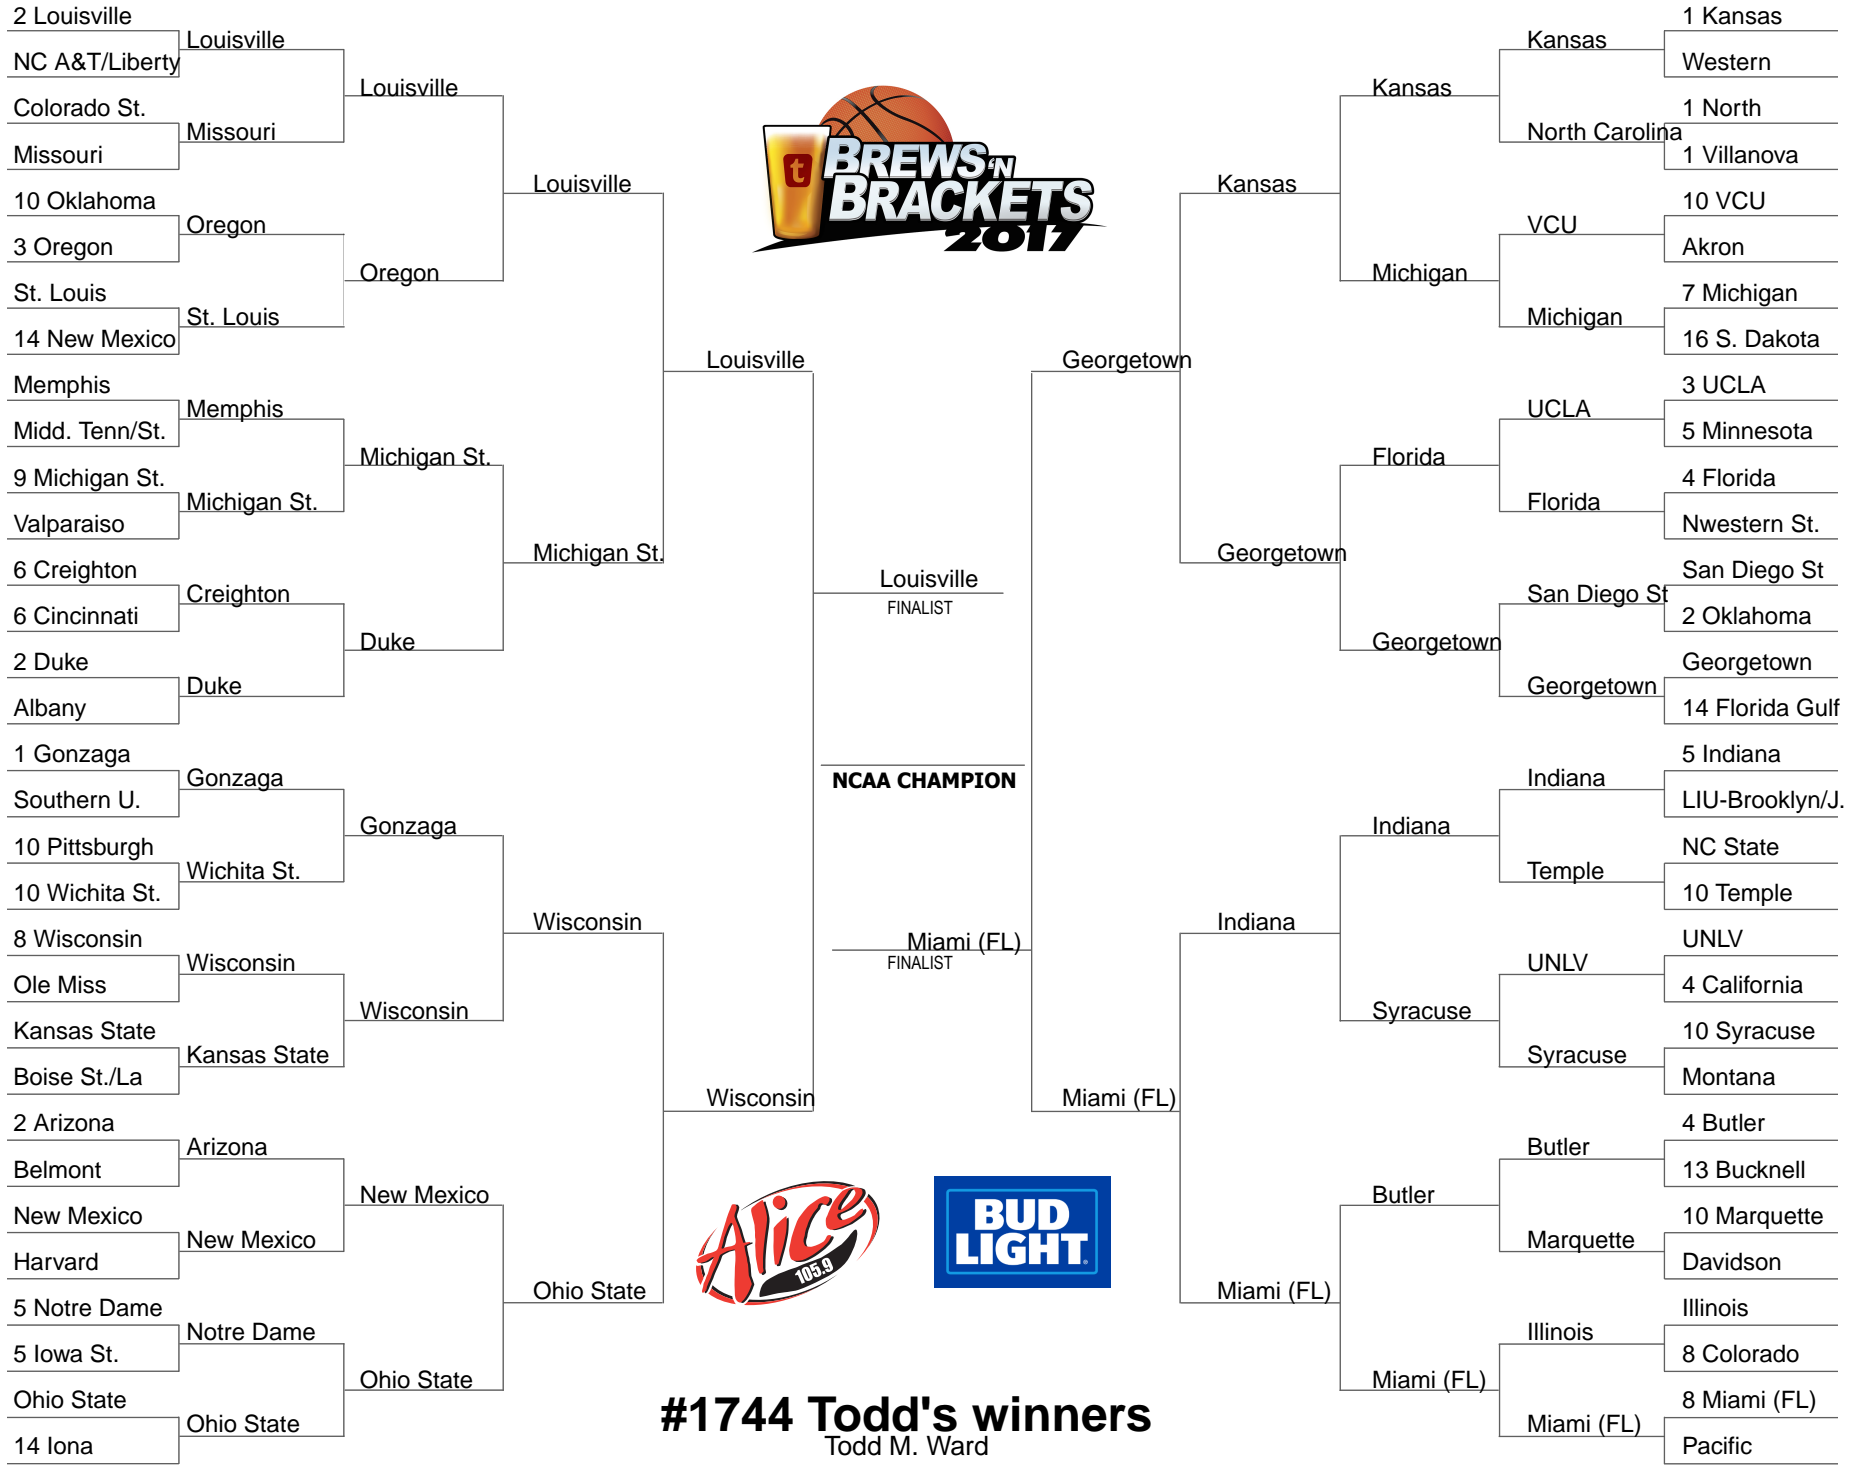 2 Louisville
NC A&T/Liberty
Colorado St.
Missouri
10 Oklahoma
3 Oregon
St. Louis
14 New Mexico
Memphis
Midd. Tenn/St.
9 Michigan St.
Valparaiso
6 Creighton
6 Cincinnati
2 Duke
Albany
1 Gonzaga
Southern U.
10 Pittsburgh
10 Wichita St.
8 Wisconsin
Ole Miss
Kansas State
Boise St./La
2 Arizona
Belmont
New Mexico
Harvard
5 Notre Dame
5 Iowa St.
Ohio State
14 Iona
Louisville
Missouri
Oregon
St. Louis
Memphis
Michigan St.
Creighton
Duke
Gonzaga
Wichita St.
Wisconsin
Kansas State
Arizona
New Mexico
Notre Dame
Ohio State
Louisville
Oregon
Michigan St.
Duke
Gonzaga
Wisconsin
New Mexico
Ohio State
Louisville
Michigan St.
Wisconsin
Ohio State
Louisville
Wisconsin
t
BREWS 'N
BRACKETS
2017
Louisville
FINALIST
NCAA CHAMPION
Miami (FL)
FINALIST
Alice
105.9
BUD
LIGHT
#1744 Todd's winners
Todd M. Ward
Georgetown
Miami (FL)
Kansas
Georgetown
Indiana
Miami (FL)
Kansas
Michigan
Florida
Georgetown
Indiana
Syracuse
Butler
Miami (FL)
Kansas
North Carolina
VCU
Michigan
UCLA
Florida
San Diego St
Georgetown
Indiana
Temple
UNLV
Syracuse
Butler
Marquette
Illinois
Miami (FL)
1 Kansas
Western
1 North
1 Villanova
10 VCU
Akron
7 Michigan
16 S. Dakota
3 UCLA
5 Minnesota
4 Florida
Nwestern St.
San Diego St
2 Oklahoma
Georgetown
14 Florida Gulf
5 Indiana
LIU-Brooklyn/J.
NC State
10 Temple
UNLV
4 California
10 Syracuse
Montana
4 Butler
13 Bucknell
10 Marquette
Davidson
Illinois
8 Colorado
8 Miami (FL)
Pacific